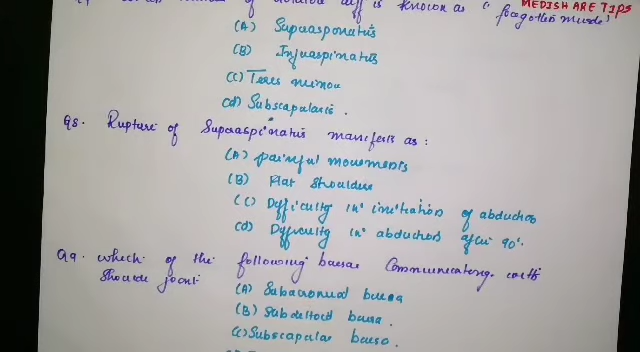 MEDISHARE TIPS
is known as "forgotten muscle"
(A) Supraspinatus
(B) Infraspinatus
(C) Teres minor
(d) Subscapularis.
Q8. Rupture of Supraspinatus manifests as:
(A) painful movements
(B) Flat Shoulder
(C) Difficulty in initiation of abduction
(d) Difficulty in abduction after 90°.
Q9. which of the following bursae Communicating with
Shoulder joint
(A) Subacromial bursa
(B) Subdeltoid bursa.
(C) Subscapular bursa.